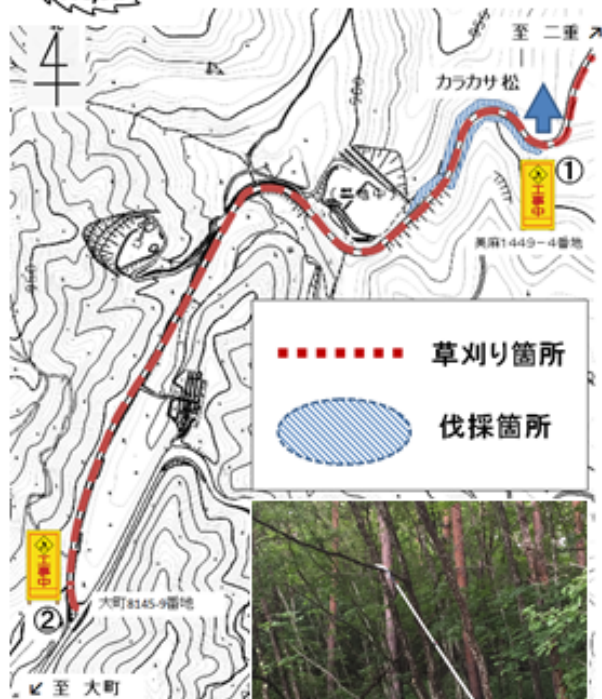 至 二重
カラカサ 松
①
工事中
美麻1449－4番地
草刈り箇所
伐採箇所
工事中
②
大町8145-9番地
至 大町